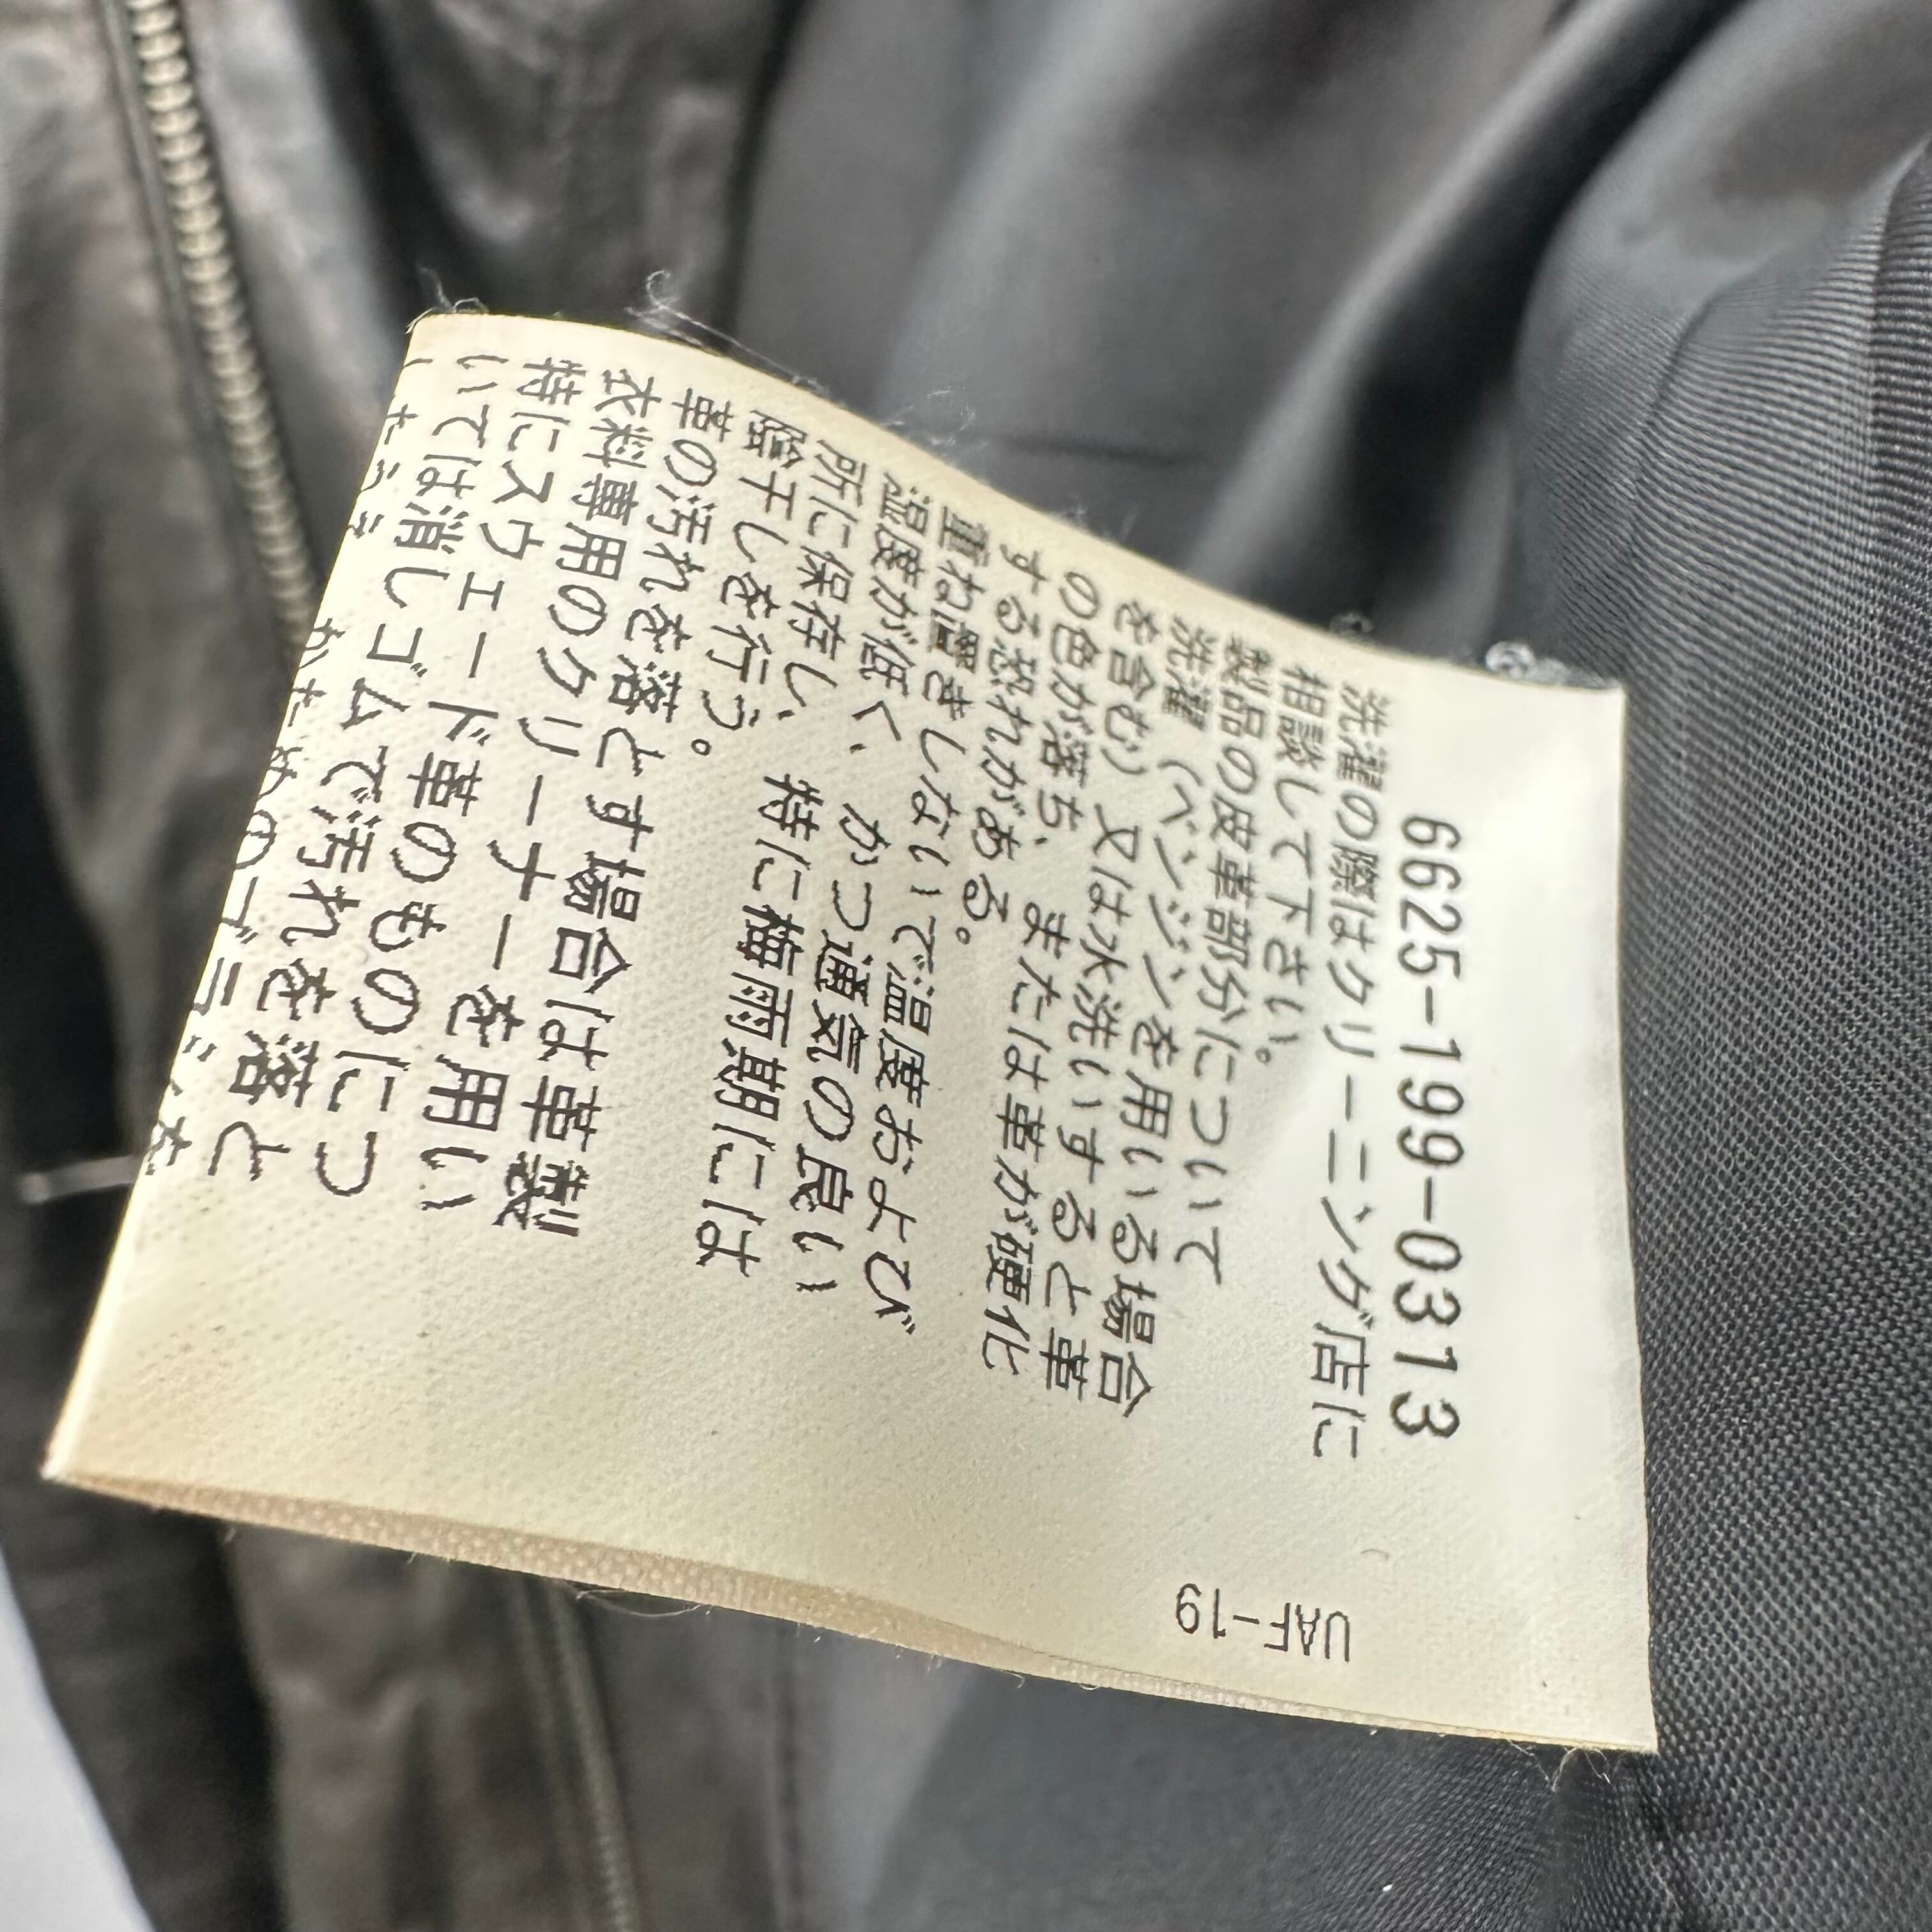 6625-199-0313
洗濯の際はクリーニング店に
相談して下さい。
製品の皮革部分について
洗濯(ベンジンを用いる場合
を含む)又は水洗いすると革
の色が落ち、または革が硬化
する恐れがある。
重ね置きしないで温度および
湿度が低く、かつ通気の良い
所に保存し、特に梅雨期には
陰干しを行う。
革の汚れを落とす場合は革製
衣料専用のクリーナーを用い
特にスウェード革のものにつ
いては消しゴムで汚れを落と
UAF-19